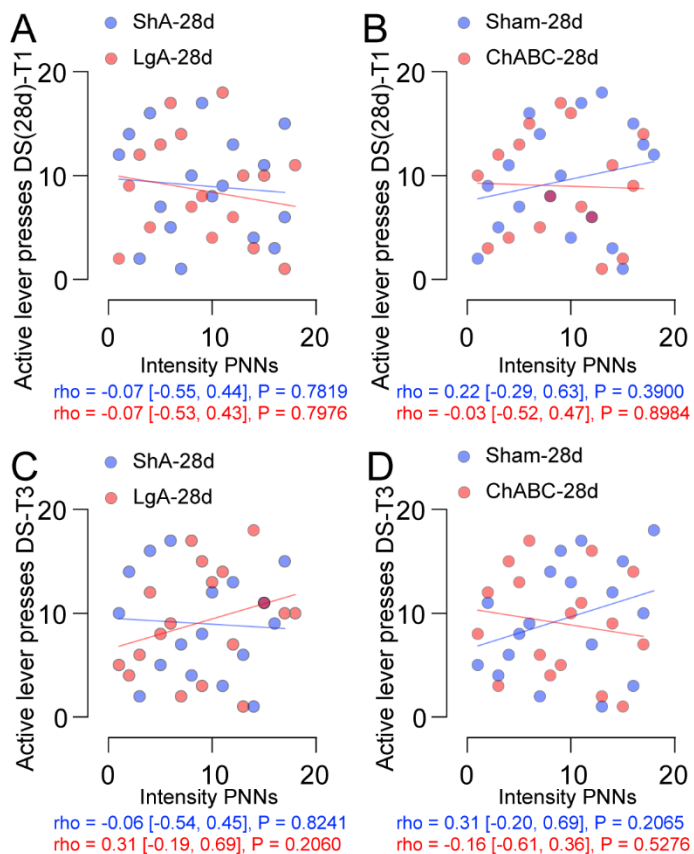 A
ShA-28d
LgA-28d
Active lever presses DS(28d)-T1
20
10
0
0 10 20
Intensity PNNs
rho = -0.07 [-0.55, 0.44], P = 0.7819
rho = -0.07 [-0.53, 0.43], P = 0.7976
B
Sham-28d
ChABC-28d
Active lever presses DS(28d)-T1
20
10
0
0 10 20
Intensity PNNs
rho = 0.22 [-0.29, 0.63], P = 0.3900
rho = -0.03 [-0.52, 0.47], P = 0.8984
C
ShA-28d
LgA-28d
Active lever presses DS-T3
20
10
0
0 10 20
Intensity PNNs
rho = -0.06 [-0.54, 0.45], P = 0.8241
rho = 0.31 [-0.19, 0.69], P = 0.2060
D
Sham-28d
ChABC-28d
Active lever presses DS-T3
20
10
0
0 10 20
Intensity PNNs
rho = 0.31 [-0.20, 0.69], P = 0.2065
rho = -0.16 [-0.61, 0.36], P = 0.5276